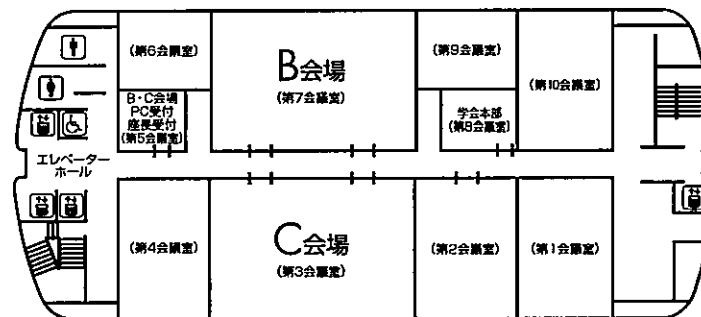 (第6会議室)
B会場
(第7会議室)
(第9会議室)
(第10会議室)
B・C会場
PC受付
座長受付
(第5会議室)
学会本部
(第8会議室)
エレベーター
ホール
(第4会議室)
C会場
(第3会議室)
(第2会議室)
(第1会議室)